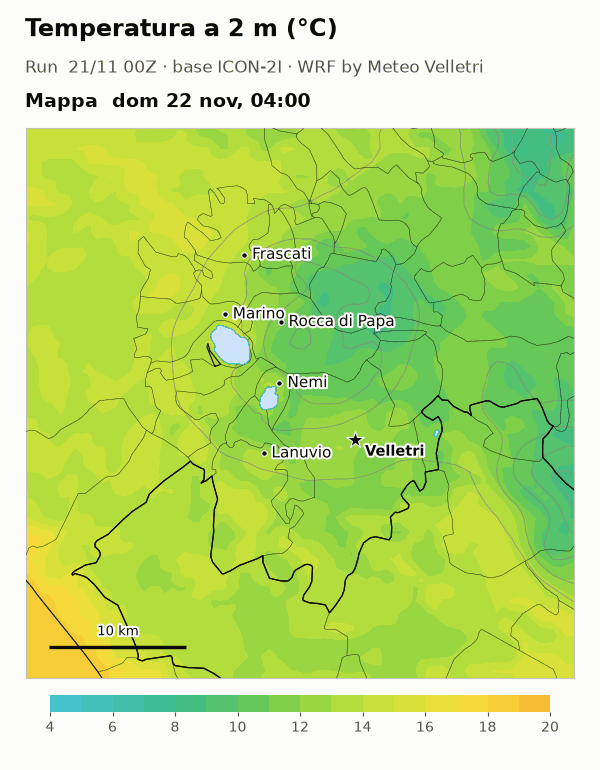 Temperatura a 2 m (°C)
Run  21/11 00Z · base ICON-2I · WRF by Meteo Velletri
Mappa  dom 22 nov, 04:00
Frascati
Marino
Rocca di Papa
Nemi
Velletri
Lanuvio
10 km
4 6 8 10 12 14 16 18 20